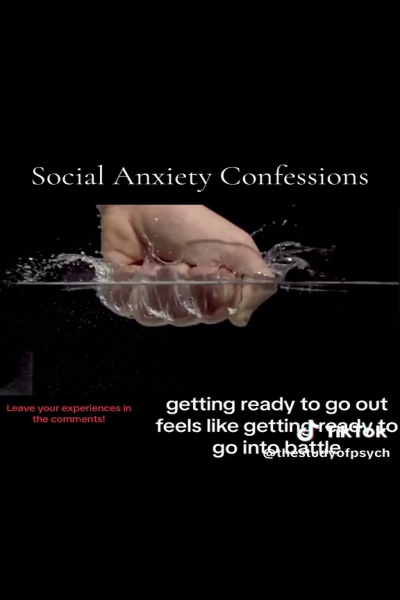 Social Anxiety Confessions
Leave your experiences in
the comments!
getting ready to go out
feels like getting ready to
go into battle
TikTok
@thestudyofpsych